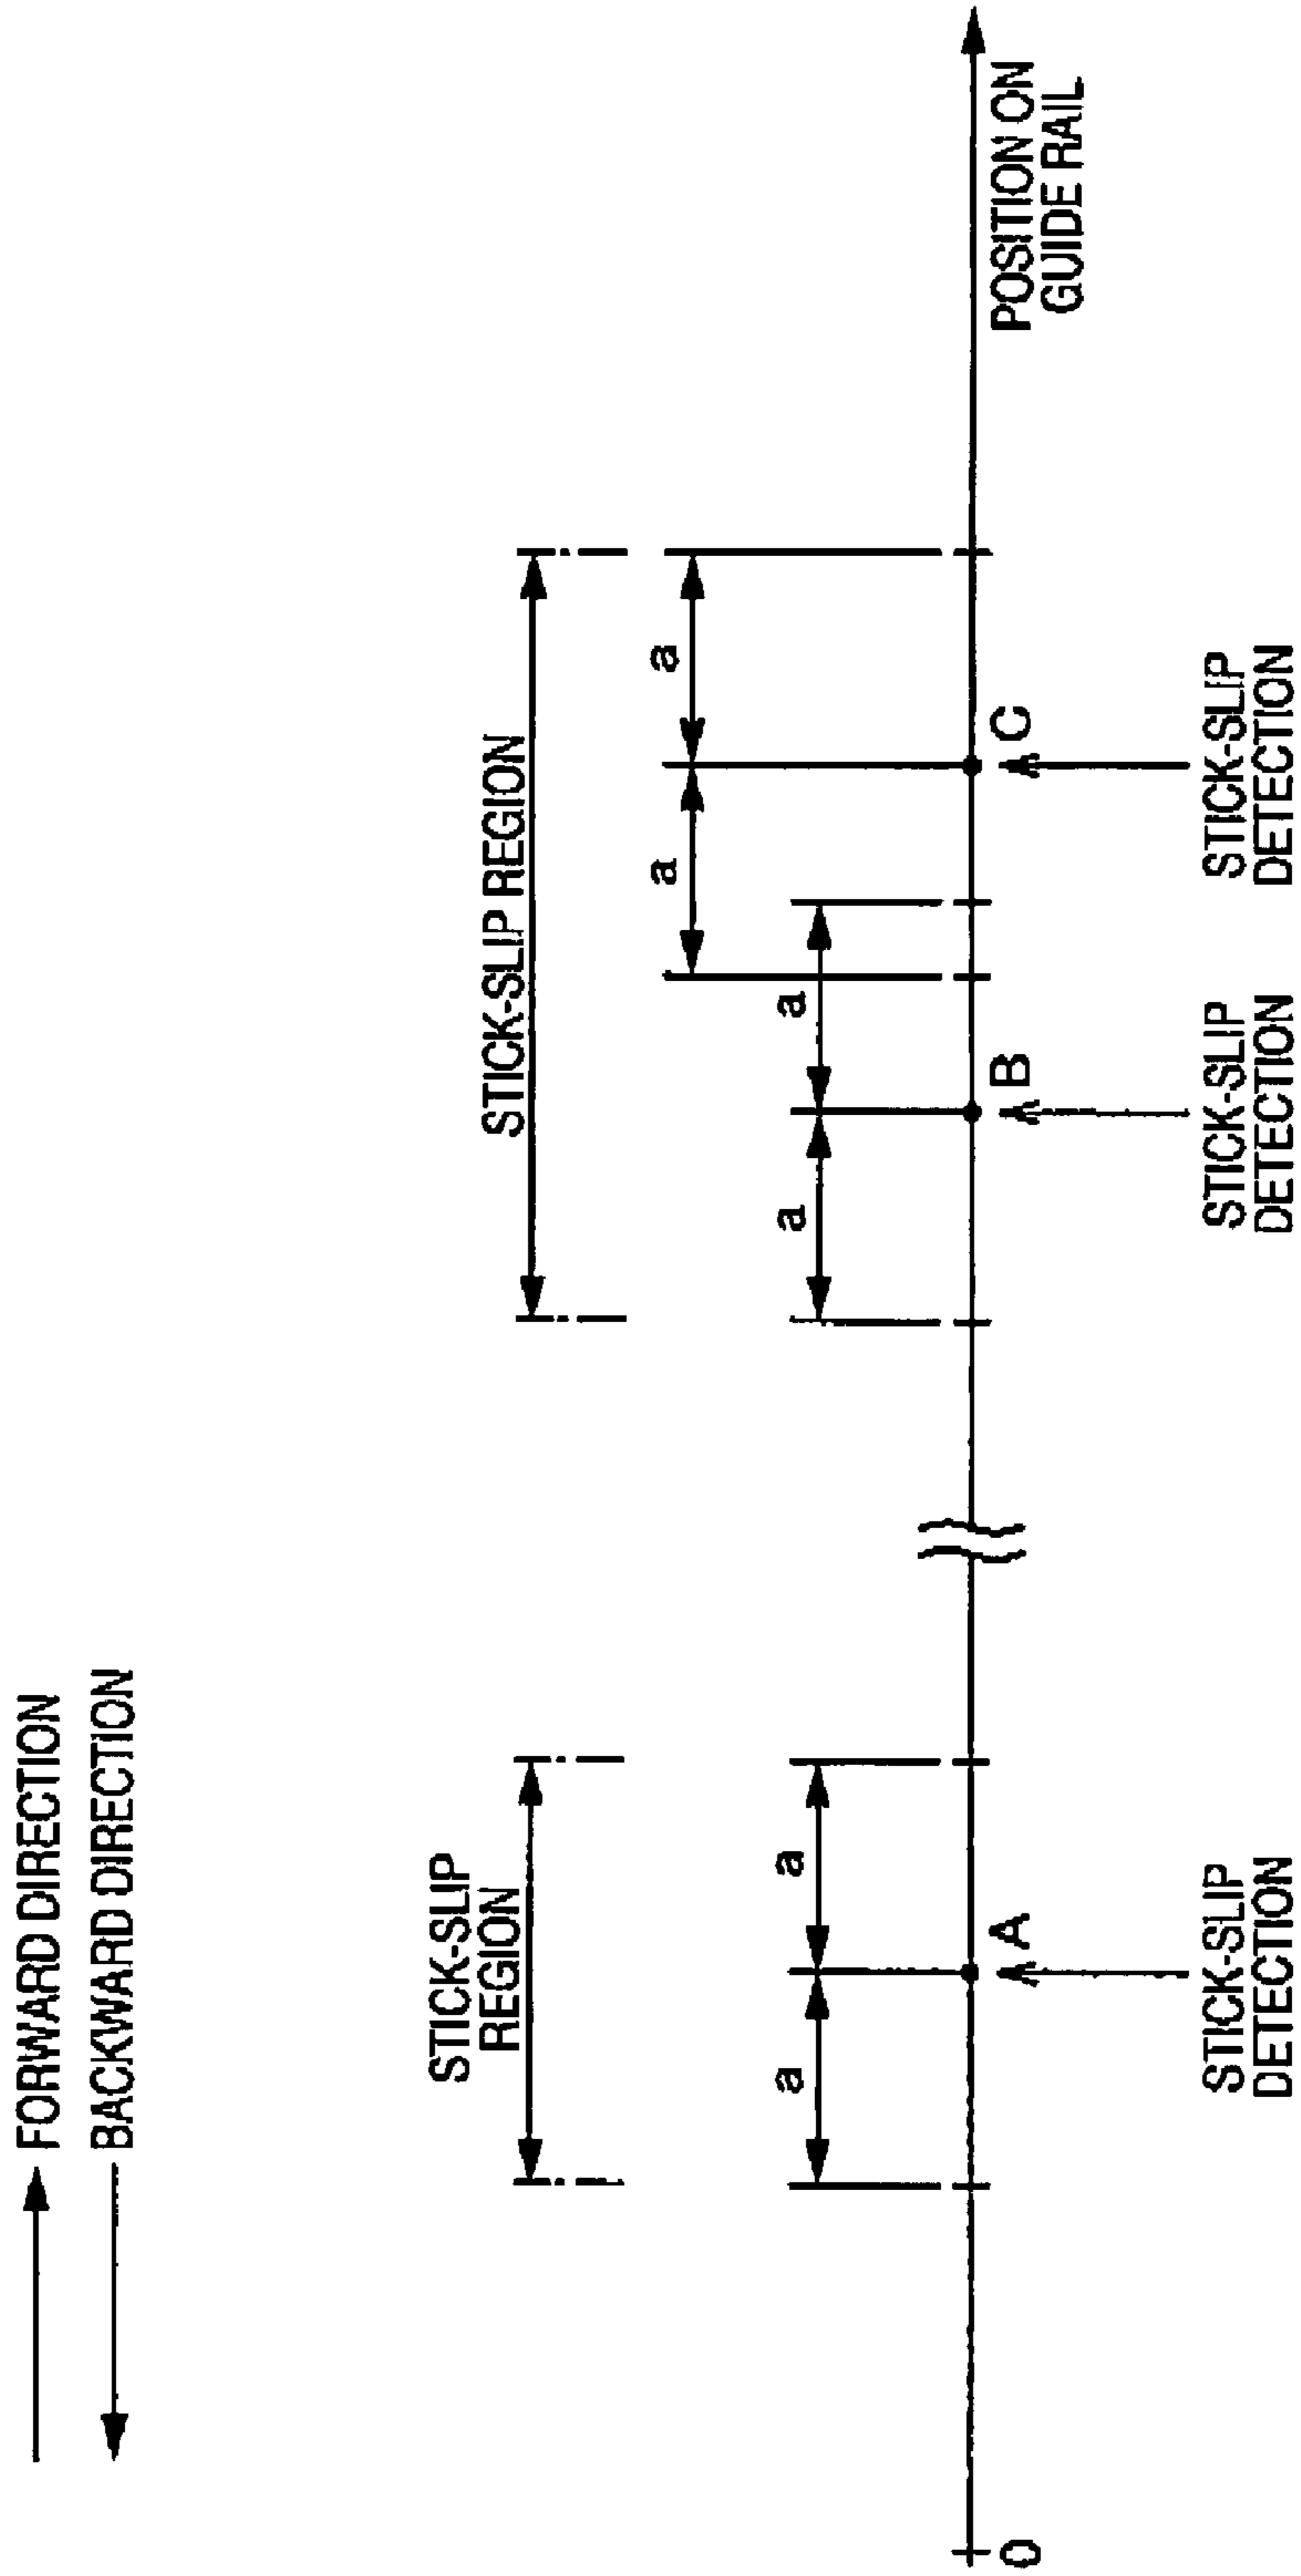 FORWARD DIRECTION
BACKWARD DIRECTION
STICK-SLIP
REGION
STICK-SLIP REGION
a
a
a
a
a
a
O
A
B
C
POSITION ON
GUIDE RAIL
STICK-SLIP
DETECTION
STICK-SLIP
DETECTION
STICK-SLIP
DETECTION